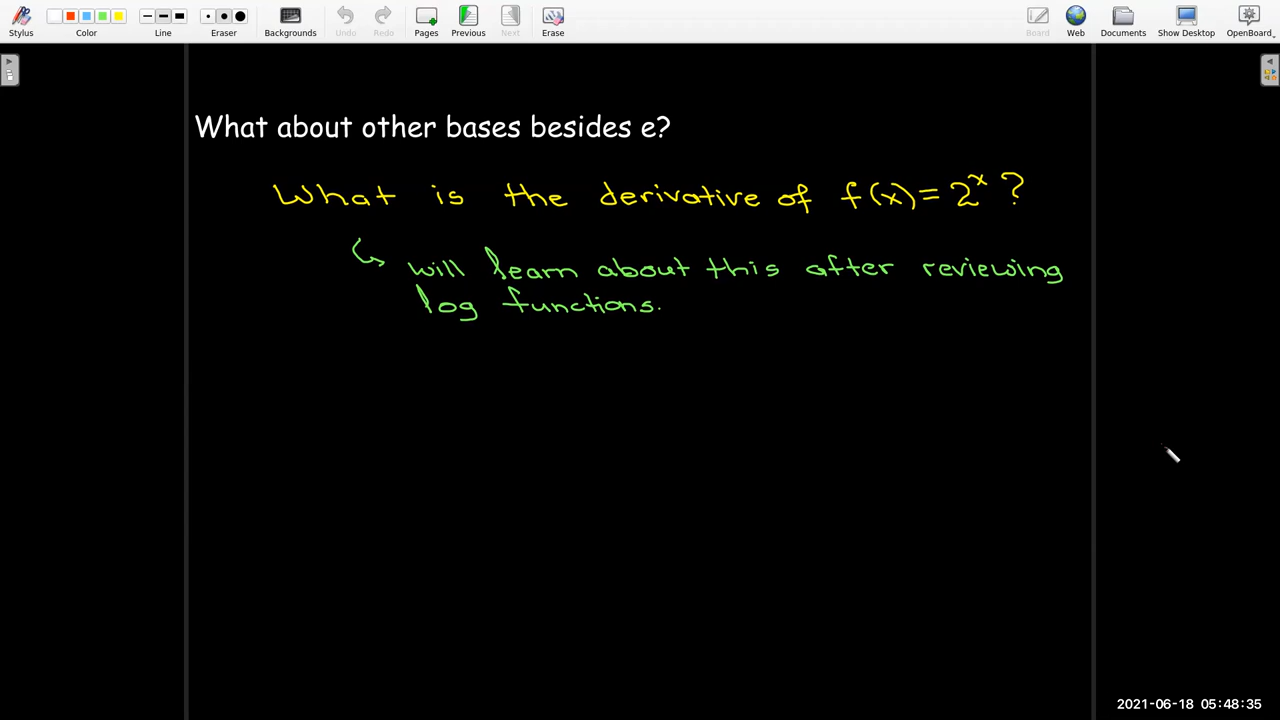 Stylus Color Line Eraser Backgrounds Undo Redo Pages Previous Next Erase Board Web Documents Show Desktop OpenBoard
What about other bases besides e?
What is the derivative of f(x) = 2^x ?
will learn about this after reviewing
log functions.
2021-06-18 05:48:35